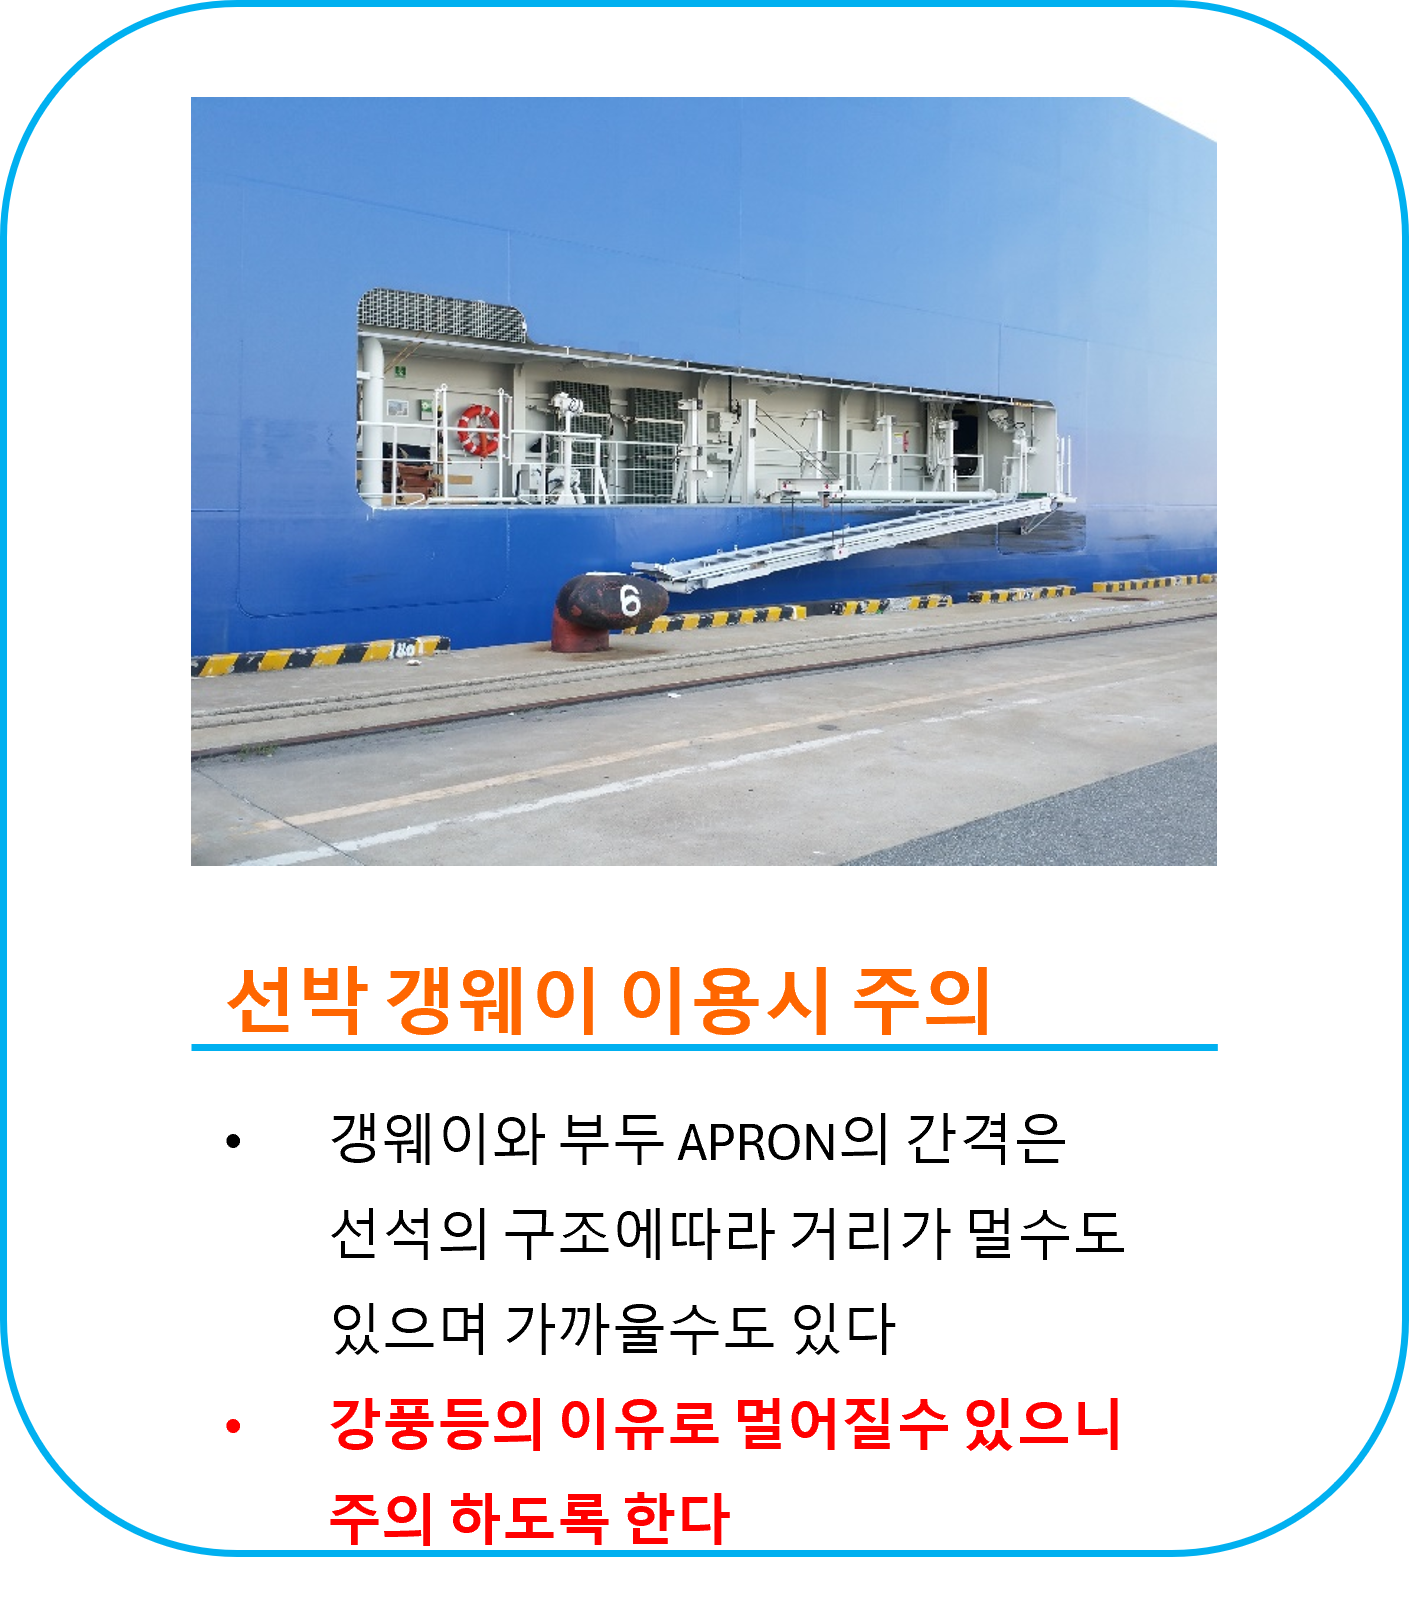 6
선박 갱웨이 이용시 주의
• 갱웨이와 부두 APRON의 간격은
선석의 구조에따라 거리가 멀수도
있으며 가까울수도 있다
• 강풍등의 이유로 멀어질수 있으니
주의 하도록 한다